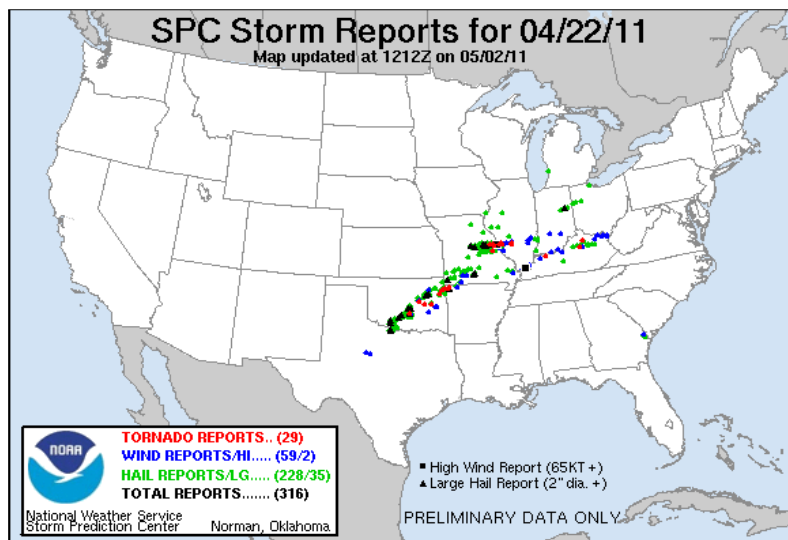 SPC Storm Reports for 04/22/11
Map updated at 1212Z on 05/02/11
NOAA
TORNADO REPORTS.. (29)
WIND REPORTS/HI..... (59/2)
HAIL REPORTS/LG..... (228/35)
TOTAL REPORTS....... (316)
National Weather Service
Storm Prediction Center Norman, Oklahoma
High Wind Report (65KT +)
Large Hail Report (2" dia. +)
PRELIMINARY DATA ONLY